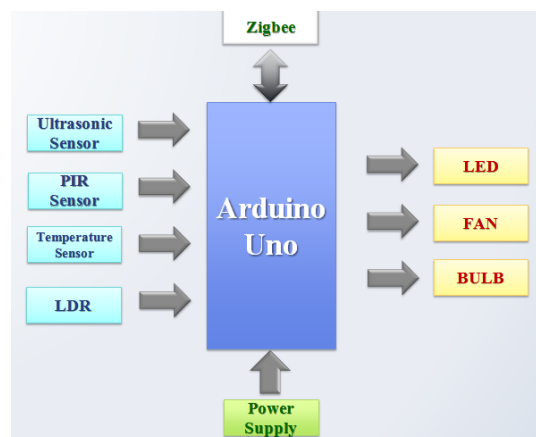 Zigbee
Ultrasonic
Sensor
PIR
Sensor
Temperature
Sensor
LDR
Arduino
Uno
LED
FAN
BULB
Power
Supply